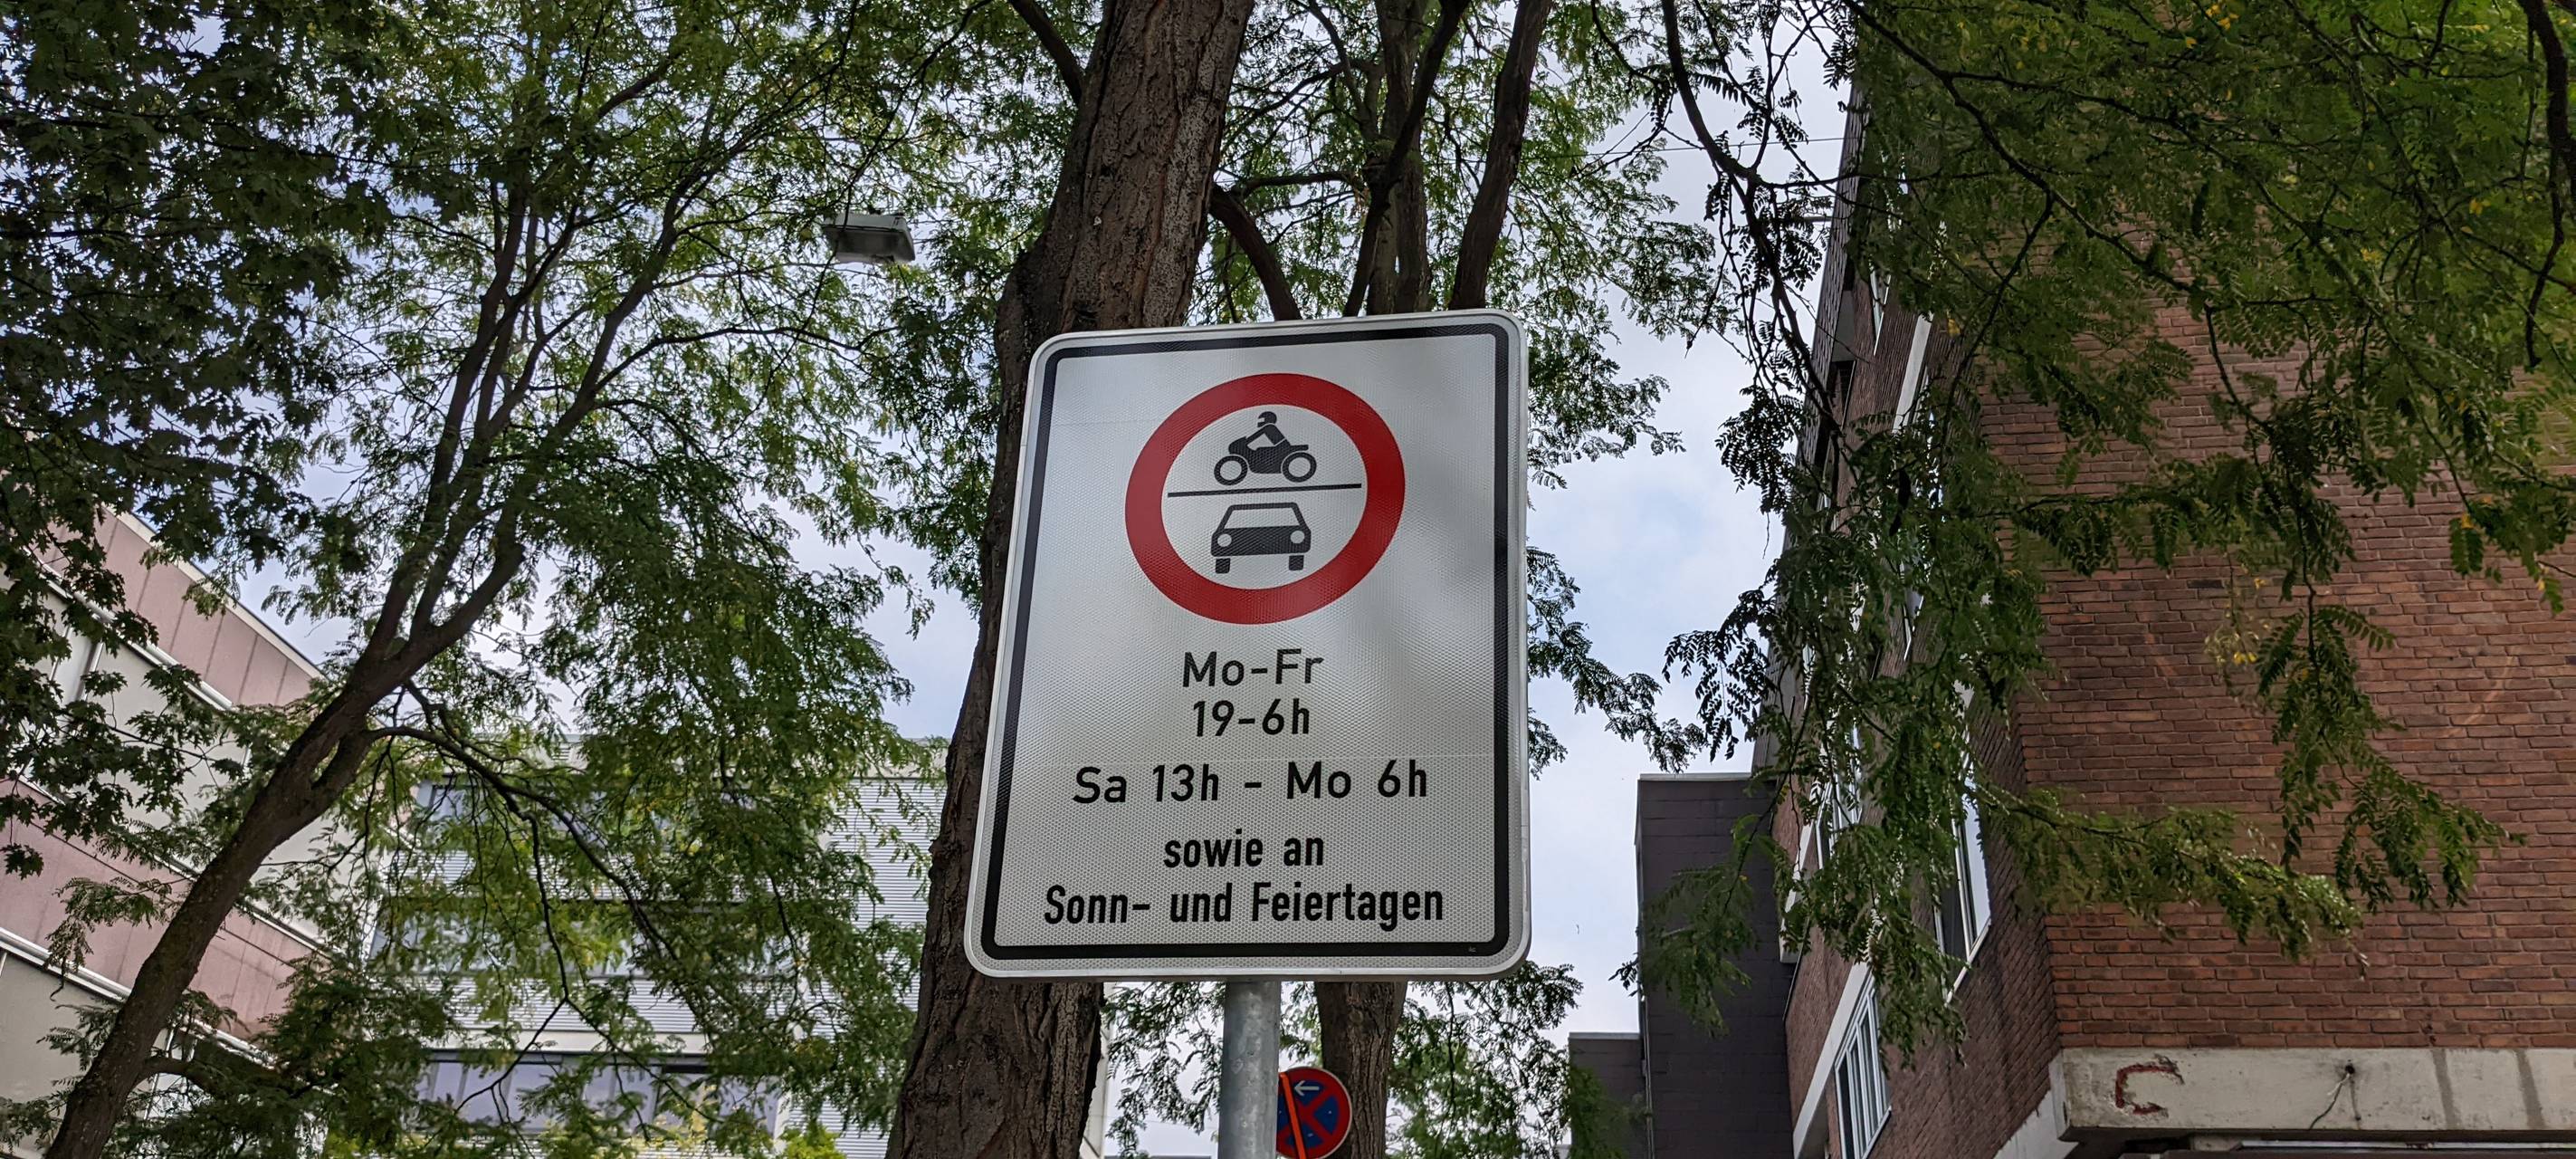 Mo-Fr
19-6h
Sa 13h - Mo 6h
sowie an
Sonn- und Feiertagen